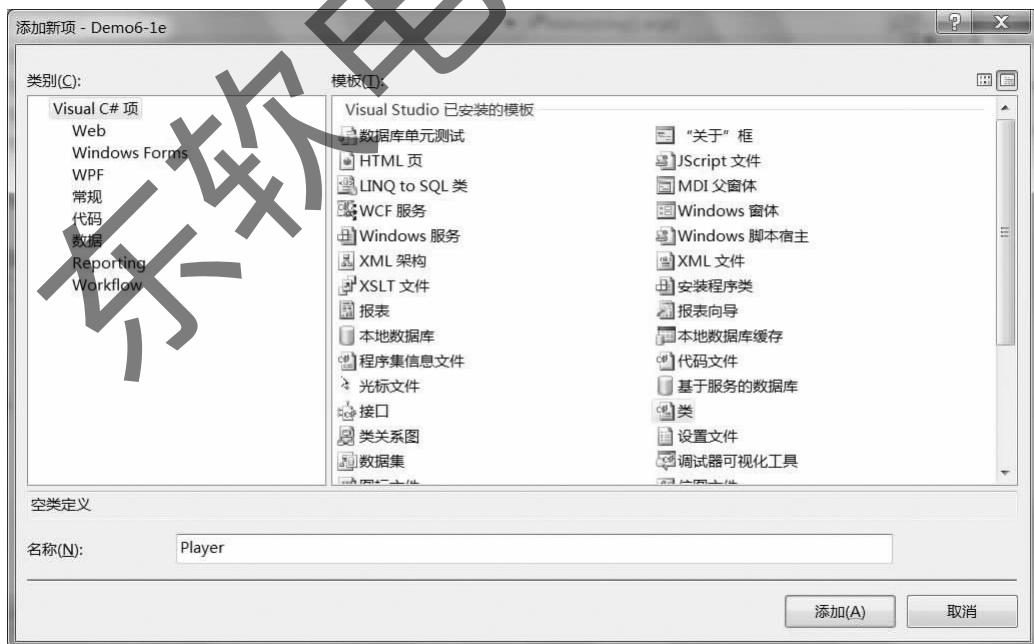 添加新项 - Demo6-1e
类别(C):
模板(T):
Visual C# 项
Web
Windows Forms
WPF
常规
代码
数据
Reporting
Workflow
Visual Studio 已安装的模板
数据库单元测试
“关于”框
HTML 页
JScript 文件
LINQ to SQL 类
MDI 父窗体
WCF 服务
Windows 窗体
Windows 服务
Windows 脚本宿主
XML 架构
XML 文件
XSLT 文件
安装程序类
报表
报表向导
本地数据库
本地数据库缓存
程序集信息文件
代码文件
光标文件
基于服务的数据库
接口
类
类关系图
设置文件
数据集
调试器可视化工具
空类定义
名称(N):
Player
添加(A)
取消
东软电